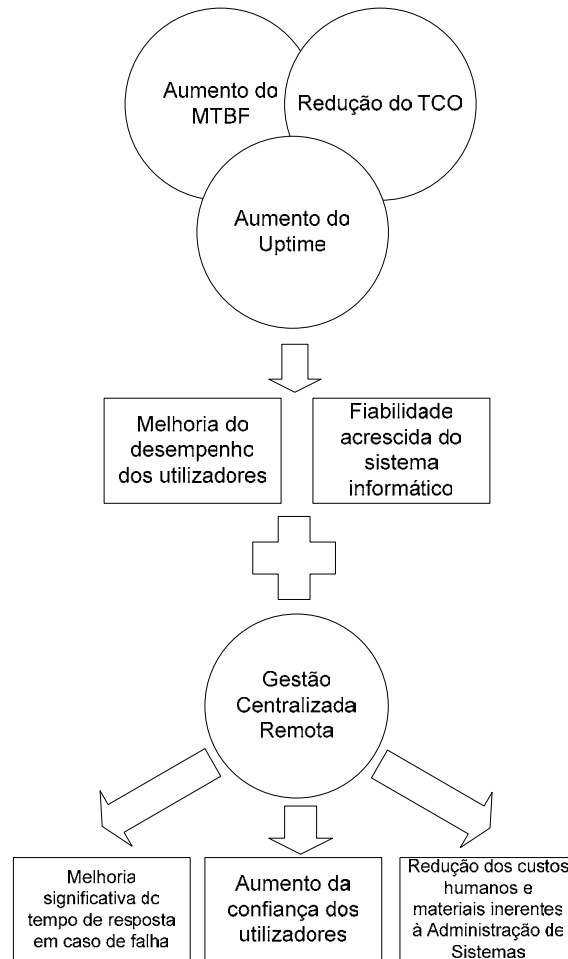 Aumento do
MTBF
Redução do TCO
Aumento do
Uptime
Melhoria do
desempenho
dos utilizadores
Fiabilidade
acrescida do
sistema
informático
Gestão
Centralizada
Remota
Melhoria
significativa do
tempo de resposta
em caso de falha
Aumento da
confiança dos
utilizadores
Redução dos custos
humanos e
materiais inerentes
à Administração de
Sistemas